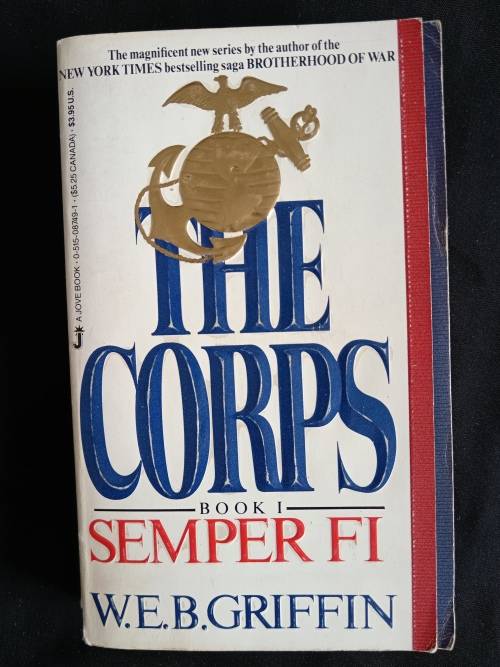 The magnificent new series by the author of the
NEW YORK TIMES bestselling saga BROTHERHOOD OF WAR
A JOVE BOOK • 0-515-08749-1 • ($5.25 CANADA) • $3.95 U.S.
THE
CORPS
BOOK I
SEMPER FI
W.E.B. GRIFFIN